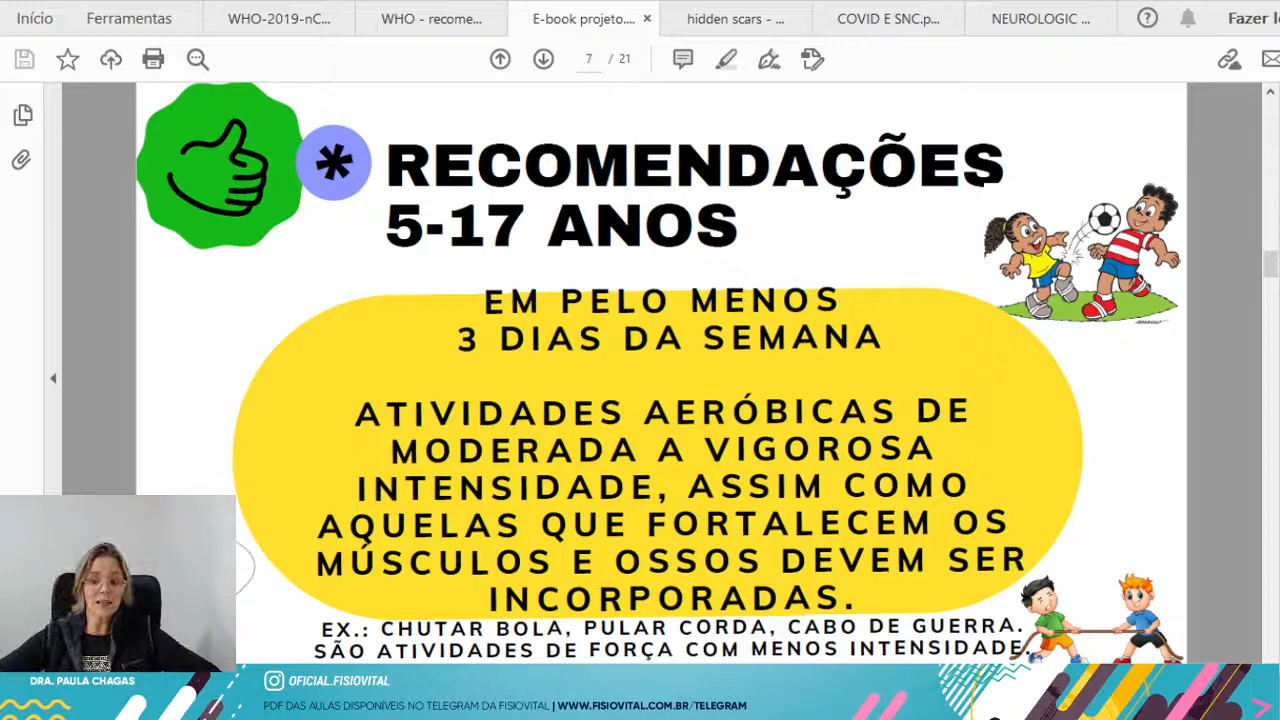 Início
Ferramentas
WHO-2019-nC...
WHO - recome...
E-book projeto....
hidden scars - ...
COVID E SNC.p...
NEUROLOGIC ...
Fazer lo
7 / 21
* RECOMENDAÇÕES
5-17 ANOS
EM PELO MENOS
3 DIAS DA SEMANA
ATIVIDADES AERÓBICAS DE
MODERADA A VIGOROSA
INTENSIDADE, ASSIM COMO
AQUELAS QUE FORTALECEM OS
MÚSCULOS E OSSOS DEVEM SER
INCORPORADAS.
EX.: CHUTAR BOLA, PULAR CORDA, CABO DE GUERRA.
SÃO ATIVIDADES DE FORÇA COM MENOS INTENSIDADE.
DRA. PAULA CHAGAS
OFICIAL.FISIOVITAL
PDF DAS AULAS DISPONÍVEIS NO TELEGRAM DA FISIOVITAL | WWW.FISIOVITAL.COM.BR/TELEGRAM